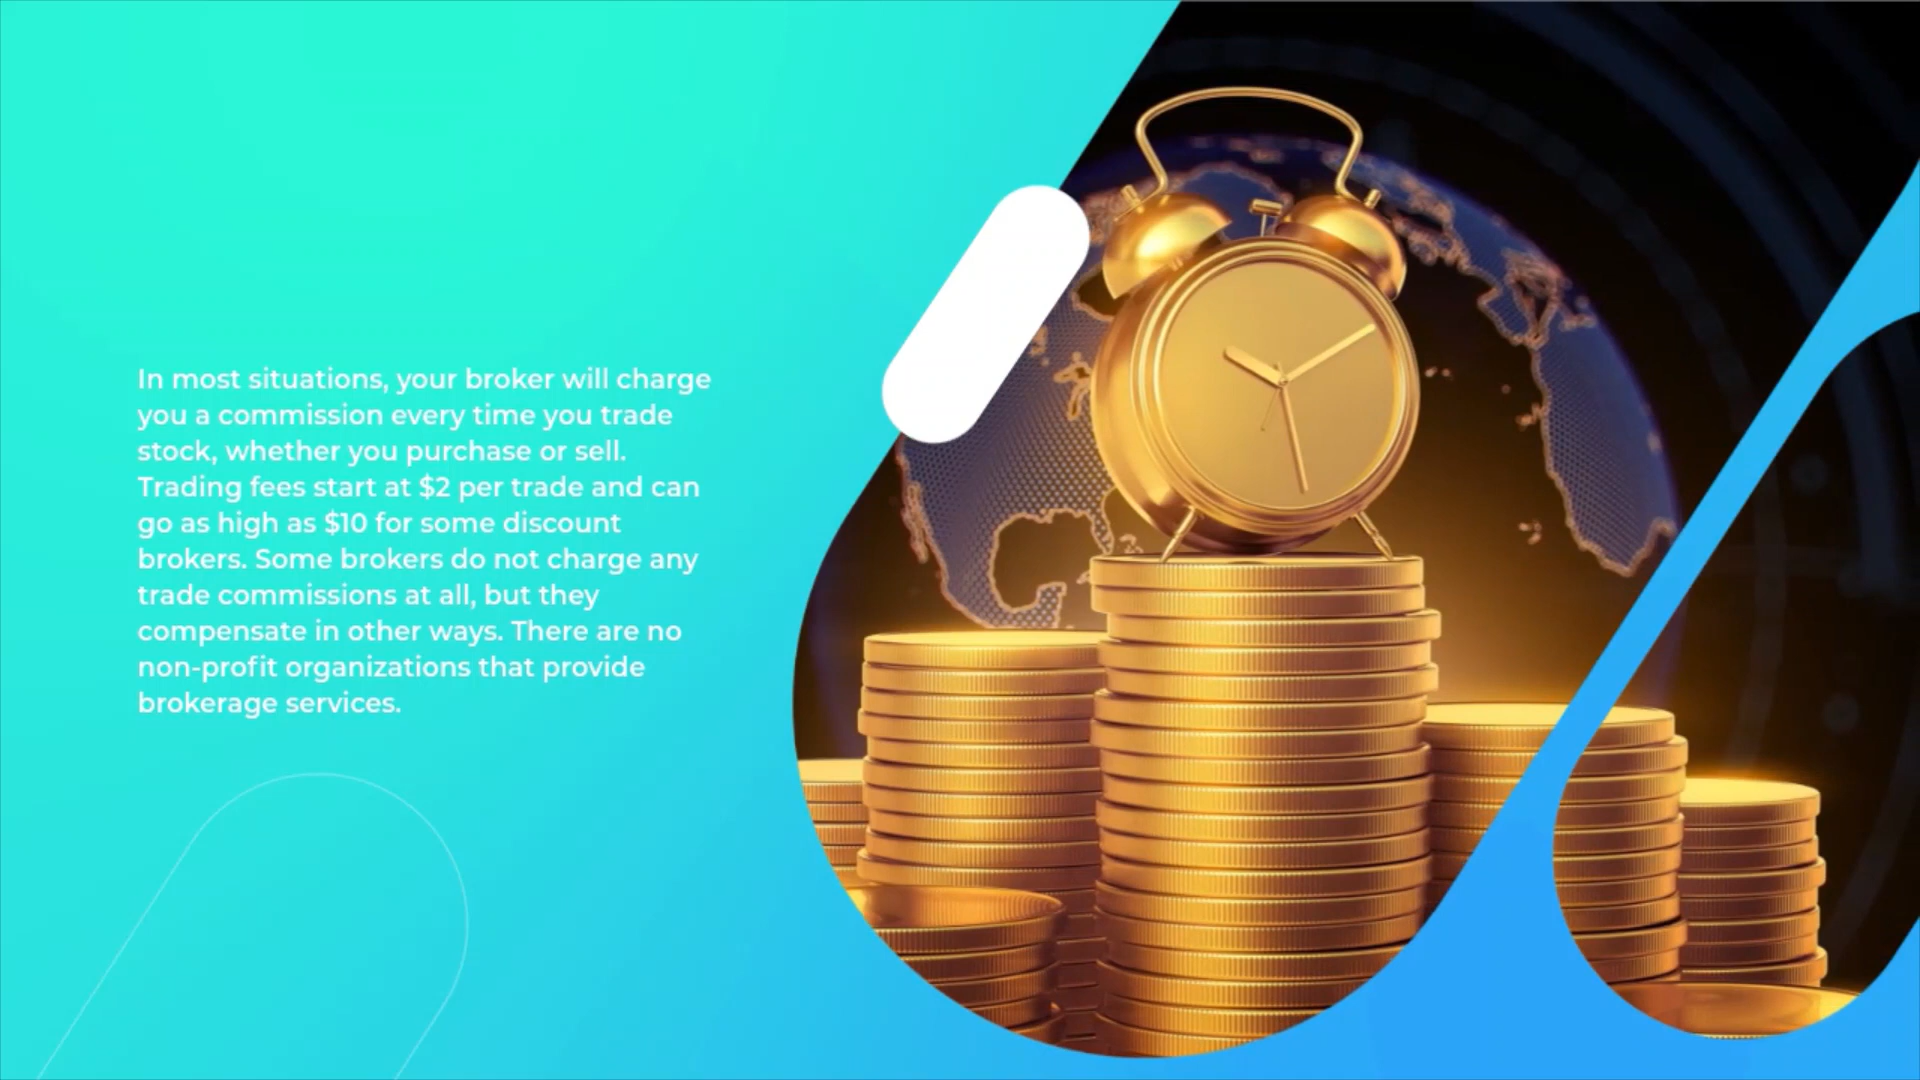 In most situations, your broker will charge
you a commission every time you trade
stock, whether you purchase or sell.
Trading fees start at $2 per trade and can
go as high as $10 for some discount
brokers. Some brokers do not charge any
trade commissions at all, but they
compensate in other ways. There are no
non-profit organizations that provide
brokerage services.